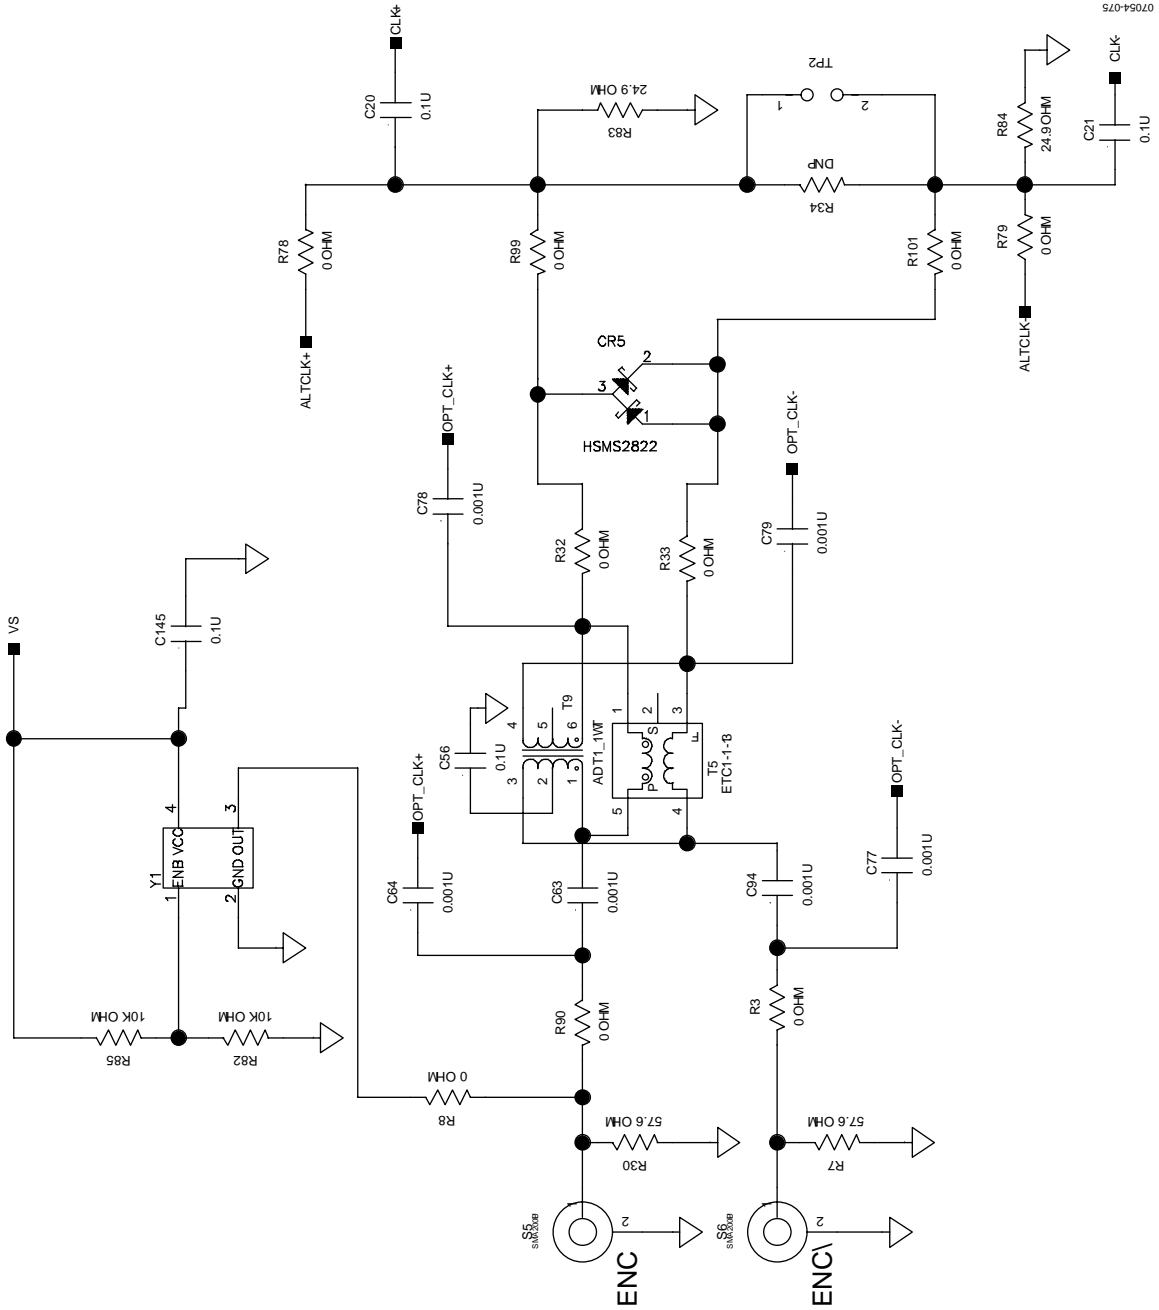 07054-075
CLK+
C20
0.1U
R83
24.9 OHM
TP2
1
2
R84
24.9 OHM
CLK-
C21
0.1U
R78
0 OHM
ALTCLK+
R99
0 OHM
DNP
R34
R101
0 OHM
R79
0 OHM
ALTCLK-
CR5
2
3
1
HSMS2822
OPT_CLK+
C78
0.001U
OPT_CLK-
C79
0.001U
R32
0 OHM
R33
0 OHM
VS
C145
0.1U
4
3
Y1
ENB VCC
GND OUT
1
2
C56
0.1U
4
5
6
T9
3
2
1
ADT1_1WT
1
2
3
S
F
P
5
4
T5
ETC1-1-13
OPT_CLK+
C64
0.001U
C63
0.001U
C94
0.001U
OPT_CLK-
C77
0.001U
10K OHM
R85
10K OHM
R82
R90
0 OHM
R3
0 OHM
0 OHM
R8
57.6 OHM
R30
57.6 OHM
R7
S5
SMA200B
1
2
ENC
S6
SMA200B
1
2
ENC\